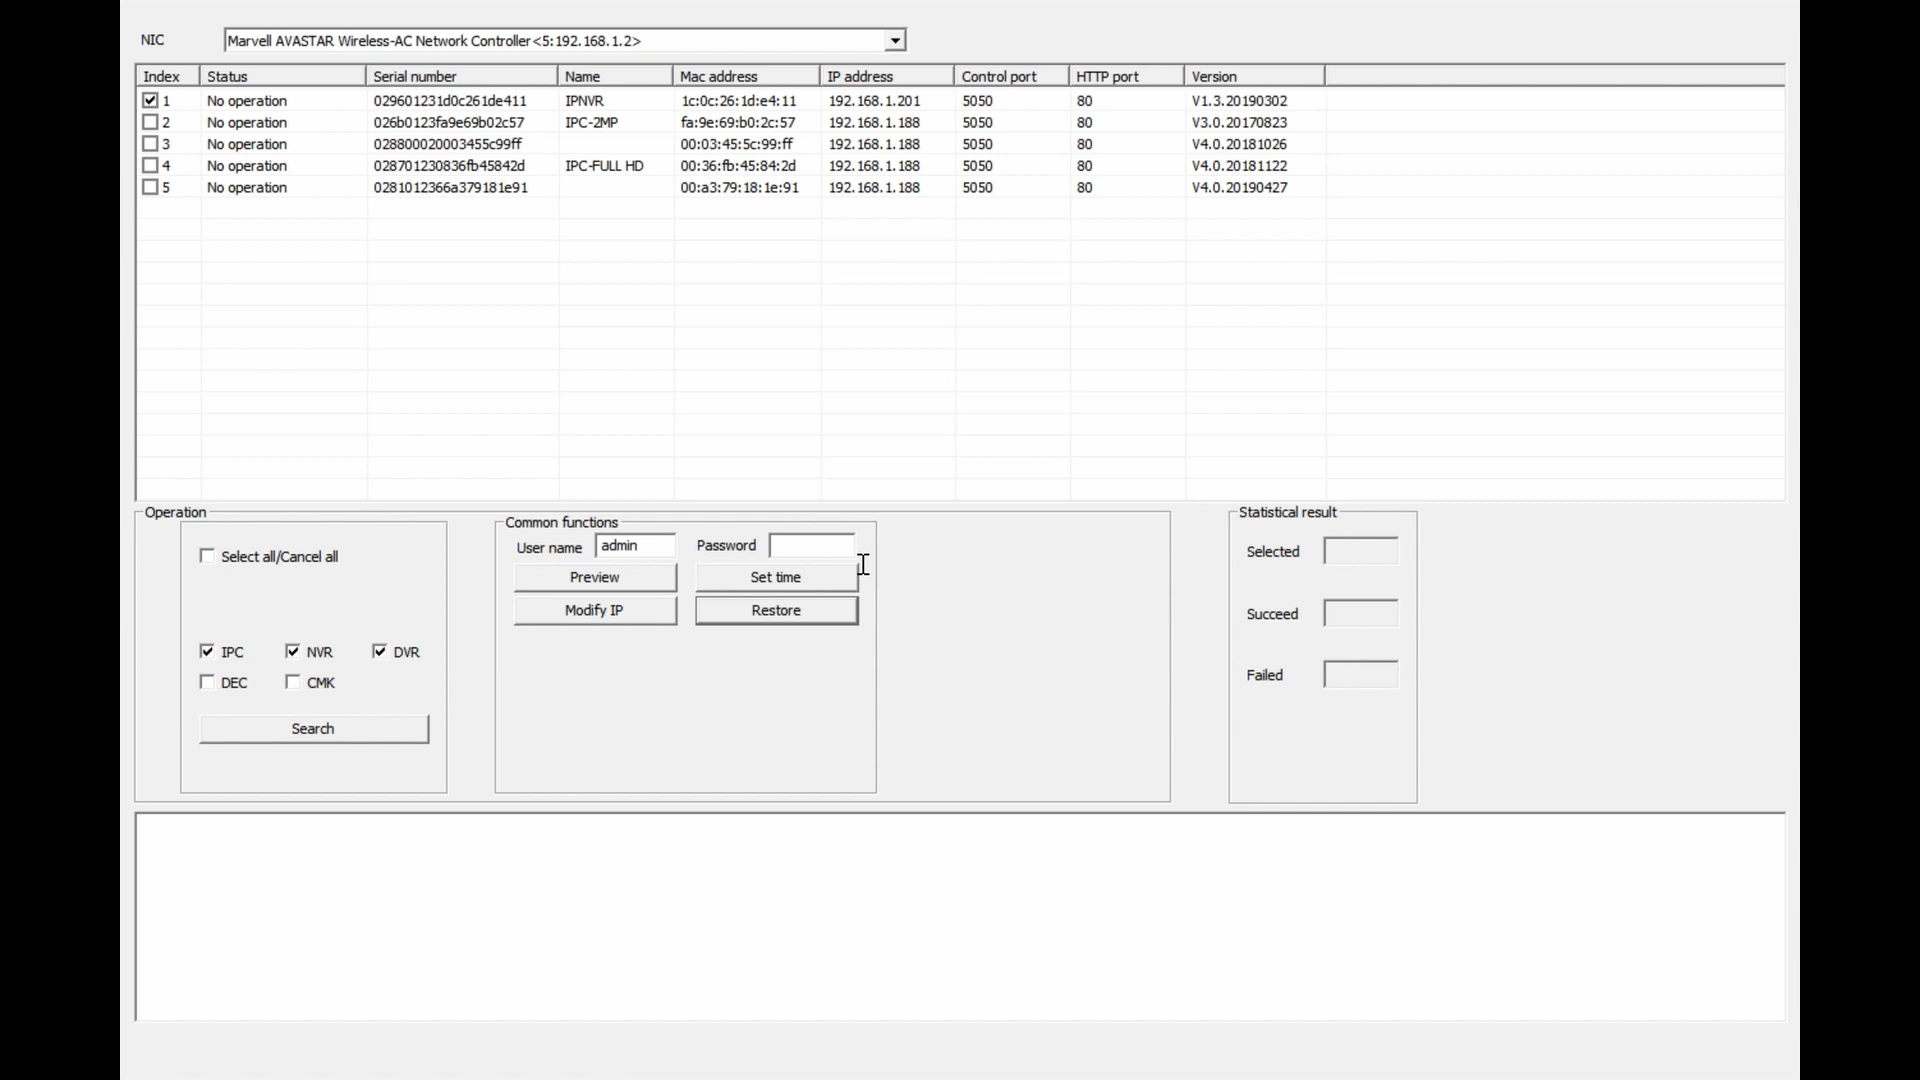 NIC Marvell AVASTAR Wireless-AC Network Controller<5:192.168.1.2>
Index Status Serial number Name Mac address IP address Control port HTTP port Version
1 No operation 029601231d0c261de411 IPNVR 1c:0c:26:1d:e4:11 192.168.1.201 5050 80 V1.3.20190302
2 No operation 026b0123fa9e69b02c57 IPC-2MP fa:9e:69:b0:2c:57 192.168.1.188 5050 80 V3.0.20170823
3 No operation 028800020003455c99ff 00:03:45:5c:99:ff 192.168.1.188 5050 80 V4.0.20181026
4 No operation 028701230836fb45842d IPC-FULL HD 00:36:fb:45:84:2d 192.168.1.188 5050 80 V4.0.20181122
5 No operation 0281012366a379181e91 00:a3:79:18:1e:91 192.168.1.188 5050 80 V4.0.20190427
Operation
Select all/Cancel all
IPC NVR DVR
DEC CMK
Search
Common functions
User name admin Password
Preview Set time
Modify IP Restore
Statistical result
Selected
Succeed
Failed